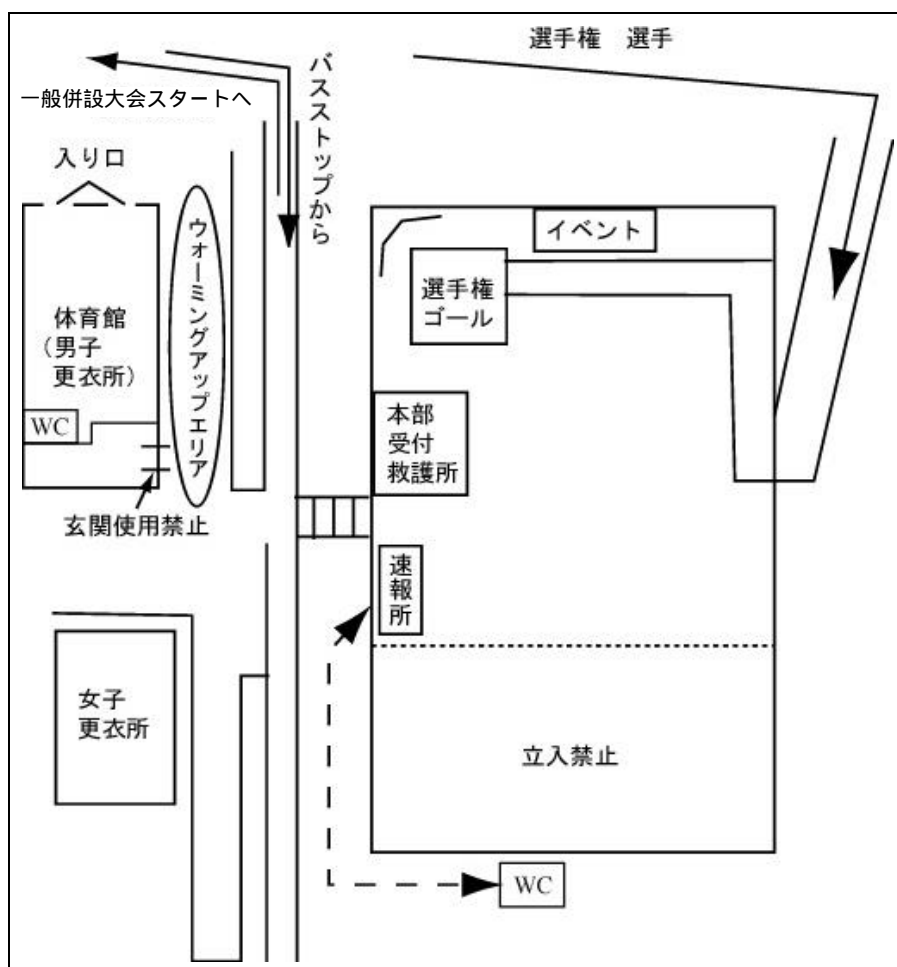 選手権 選手
バスストップから
一般併設大会スタートへ
入り口
ウォーミングアップエリア
イベント
選手権
ゴール
体育館
（男子
更衣所）
WC
本部
受付
救護所
玄関使用禁止
速報所
女子
更衣所
立入禁止
WC